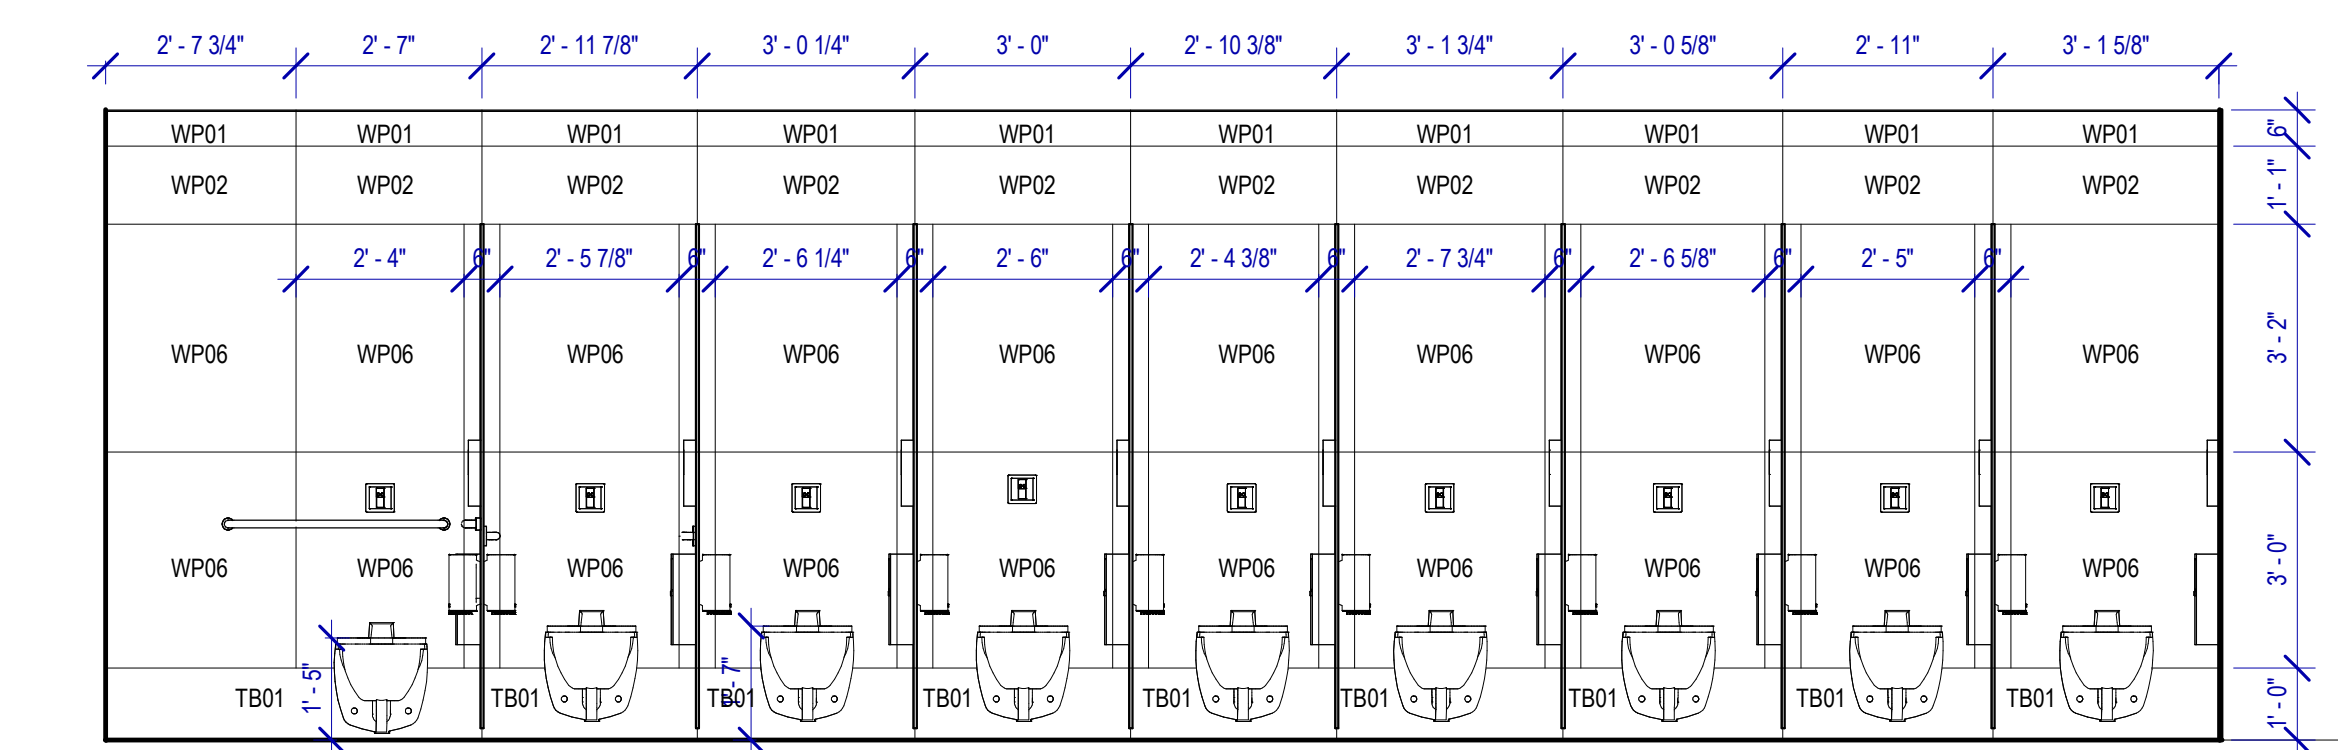 2' - 7 3/4" 2' - 7" 2' - 11 7/8" 3' - 0 1/4" 3' - 0" 2' - 10 3/8" 3' - 1 3/4" 3' - 0 5/8" 2' - 11" 3' - 1 5/8"
WP01 WP01 WP01 WP01 WP01 WP01 WP01 WP01 WP01 WP01 6"
WP02 WP02 WP02 WP02 WP02 WP02 WP02 WP02 WP02 WP02 1' - 1"
2' - 4" 6" 2' - 5 7/8" 6" 2' - 6 1/4" 6" 2' - 6" 6" 2' - 4 3/8" 6" 2' - 7 3/4" 6" 2' - 6 5/8" 6" 2' - 5" 6"
WP06 WP06 WP06 WP06 WP06 WP06 WP06 WP06 WP06 WP06 3' - 2"
WP06 WP06 WP06 WP06 WP06 WP06 WP06 WP06 WP06 WP06 3' - 0"
TB01 1' - 5" TB01 TB01 1' - 7" TB01 TB01 TB01 TB01 TB01 TB01 1' - 0"